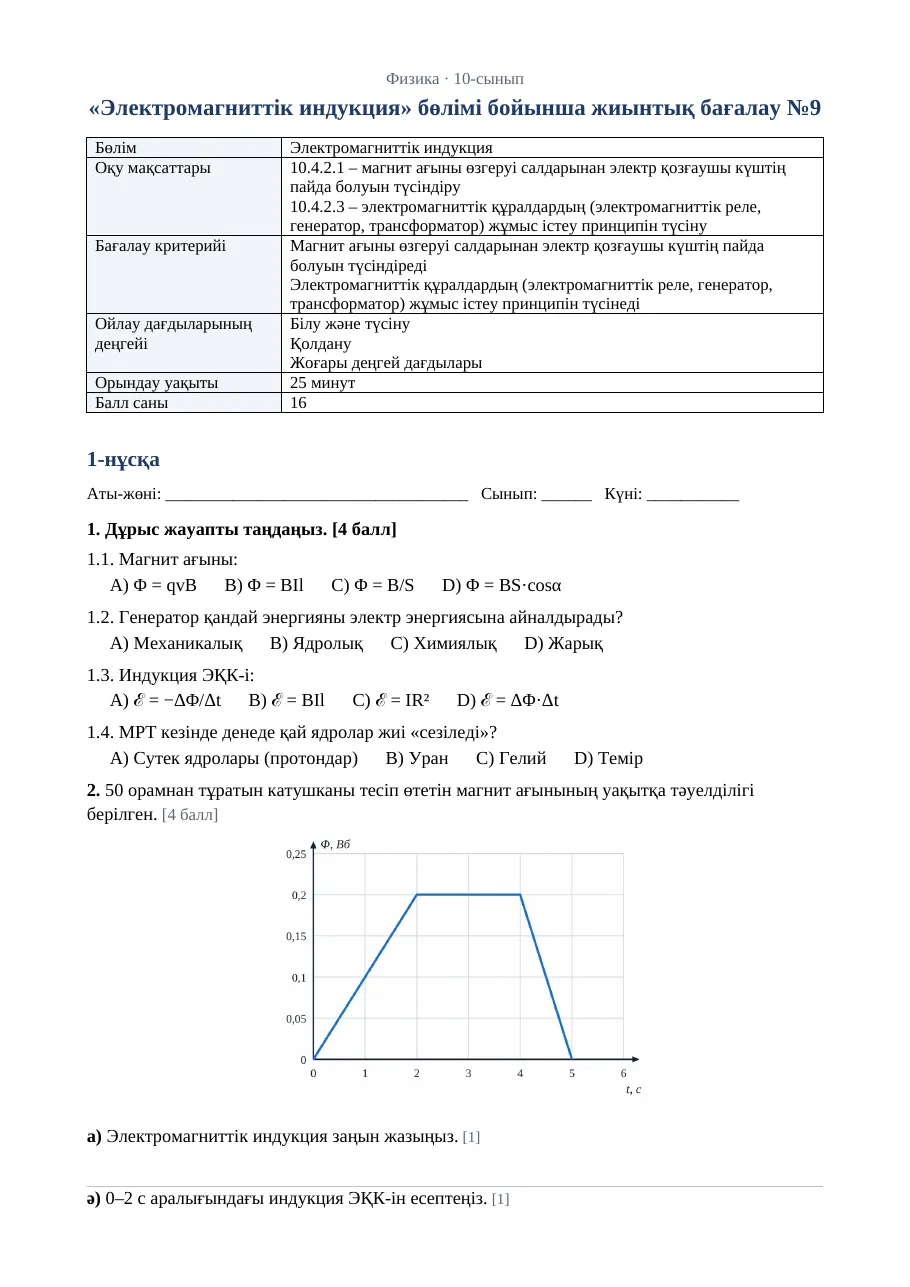 Физика · 10-сынып
«Электромагниттік индукция» бөлімі бойынша жиынтық бағалау №9
Бөлім
Электромагниттік индукция
Оқу мақсаттары
10.4.2.1 – магнит ағыны өзгеруі салдарынан электр қозғаушы күштің
пайда болуын түсіндіру
10.4.2.3 – электромагниттік құралдардың (электромагниттік реле,
генератор, трансформатор) жұмыс істеу принципін түсіну
Бағалау критерийі
Магнит ағыны өзгеруі салдарынан электр қозғаушы күштің пайда
болуын түсіндіреді
Электромагниттік құралдардың (электромагниттік реле, генератор,
трансформатор) жұмыс істеу принципін түсінеді
Ойлау дағдыларының
деңгейі
Білу және түсіну
Қолдану
Жоғары деңгей дағдылары
Орындау уақыты
25 минут
Балл саны
16
1-нұсқа
Аты-жөні: ____________________________________ Сынып: ______ Күні: ___________
1. Дұрыс жауапты таңдаңыз. [4 балл]
1.1. Магнит ағыны:
A) Φ = qvB B) Φ = BIl C) Φ = B/S D) Φ = BS·cosα
1.2. Генератор қандай энергияны электр энергиясына айналдырады?
A) Механикалық B) Ядролық C) Химиялық D) Жарық
1.3. Индукция ЭҚК-і:
A) ℰ = −ΔΦ/Δt B) ℰ = BIl C) ℰ = IR² D) ℰ = ΔΦ·Δt
1.4. МРТ кезінде денеде қай ядролар жиі «сезіледі»?
A) Сутек ядролары (протондар) B) Уран C) Гелий D) Темір
2. 50 орамнан тұратын катушканы тесіп өтетін магнит ағынының уақытқа тәуелділігі
берілген. [4 балл]
Ф, Вб
0,25
0,2
0,15
0,1
0,05
0
0 1 2 3 4 5 6
t, с
а) Электромагниттік индукция заңын жазыңыз. [1]
ә) 0–2 с аралығындағы индукция ЭҚК-ін есептеңіз. [1]